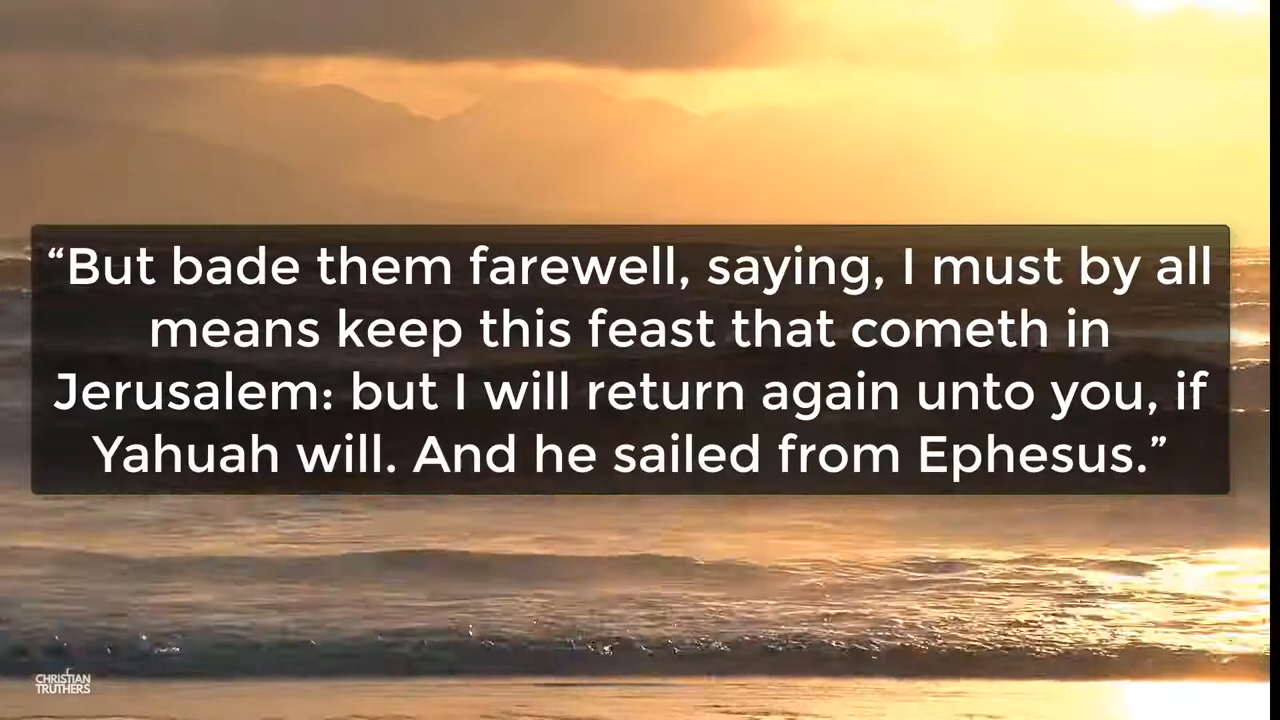 “But bade them farewell, saying, I must by all
means keep this feast that cometh in
Jerusalem: but I will return again unto you, if
Yahuah will. And he sailed from Ephesus.”
CHRISTIAN
TRUTHERS